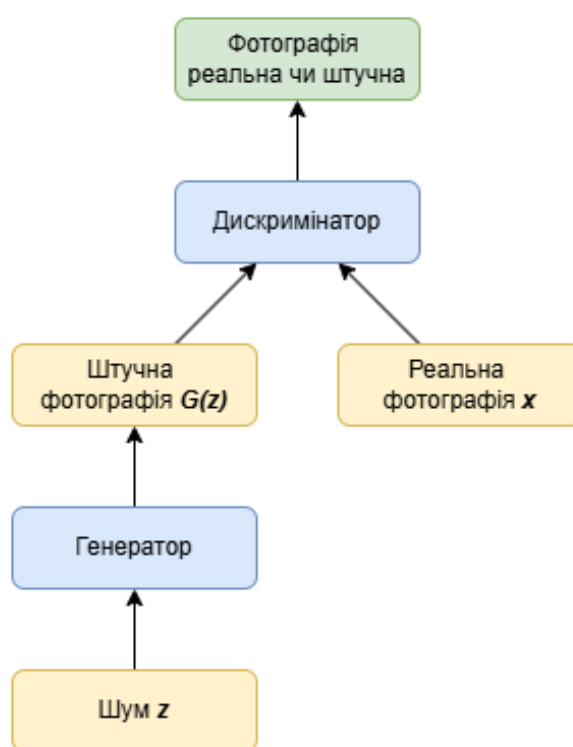 Фотографія
реальна чи штучна
Дискримінатор
Штучна
фотографія G(z)
Реальна
фотографія x
Генератор
Шум z